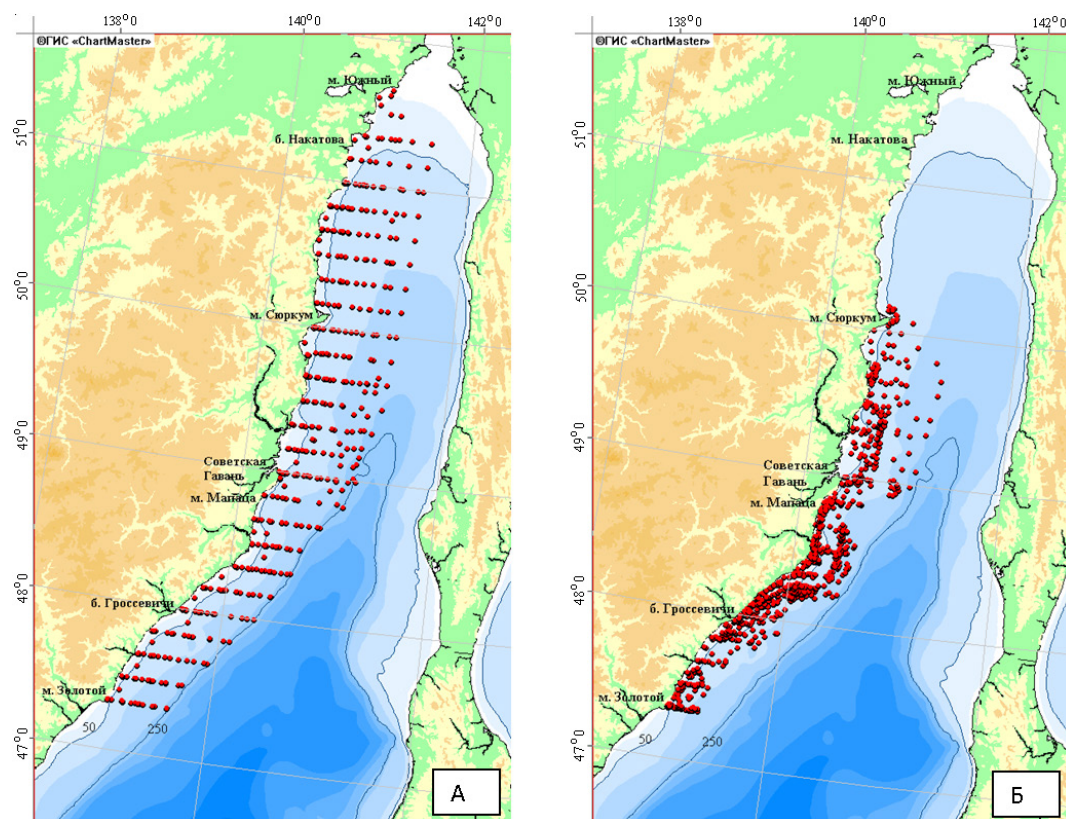 138°0 140°0 142°0
©ГИС «ChartMaster»
м. Южный
51°0
б. Накатова
50°0
м. Сюркум
49°0
Советская
Гавань
м. Мапаца
48°0
б. Гроссевичи
м. Золотой
50 250
47°0
А
138°0 140°0 142°0
©ГИС «ChartMaster»
м. Южный
51°0
м. Накатова
50°0
м. Сюркум
49°0
Советская
Гавань
м. Мапаца
48°0
б. Гроссевичи
м. Золотой
50 250
47°0
Б